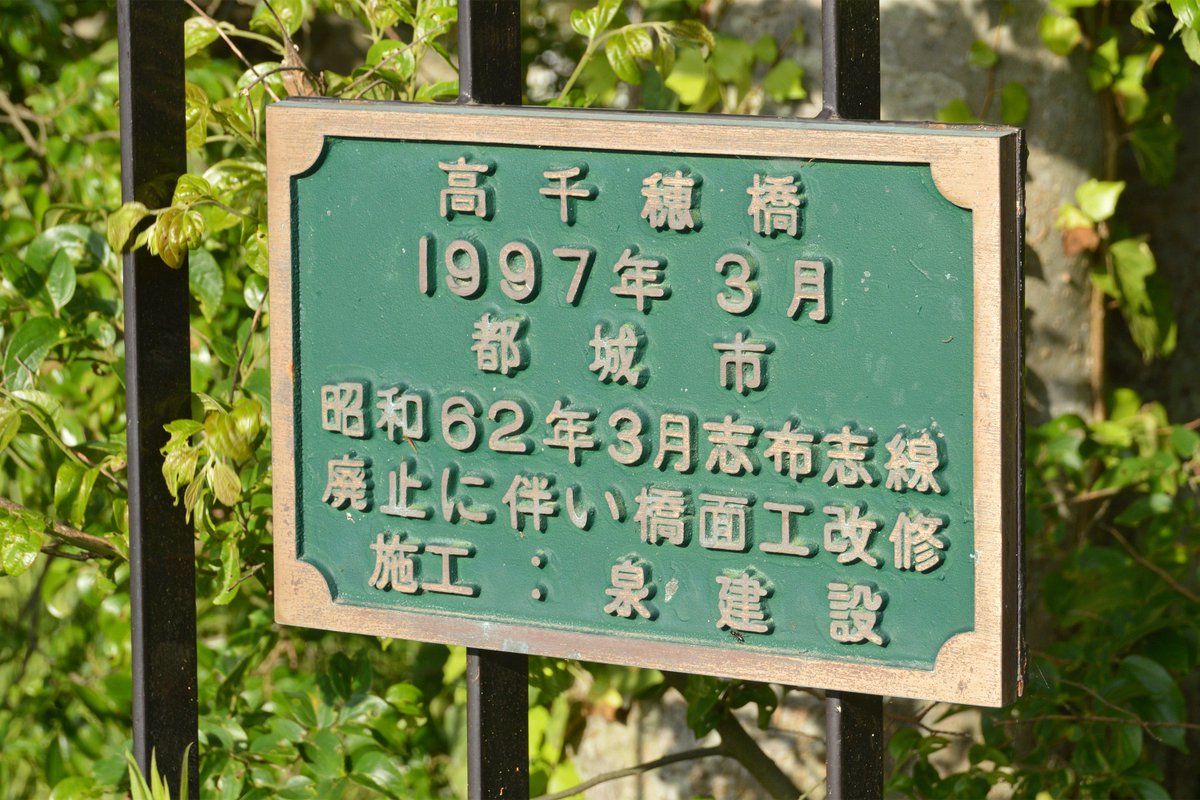 高千穂橋
1997年3月
都城市
昭和62年3月志布志線
廃止に伴い橋面工改修
施工：泉建設